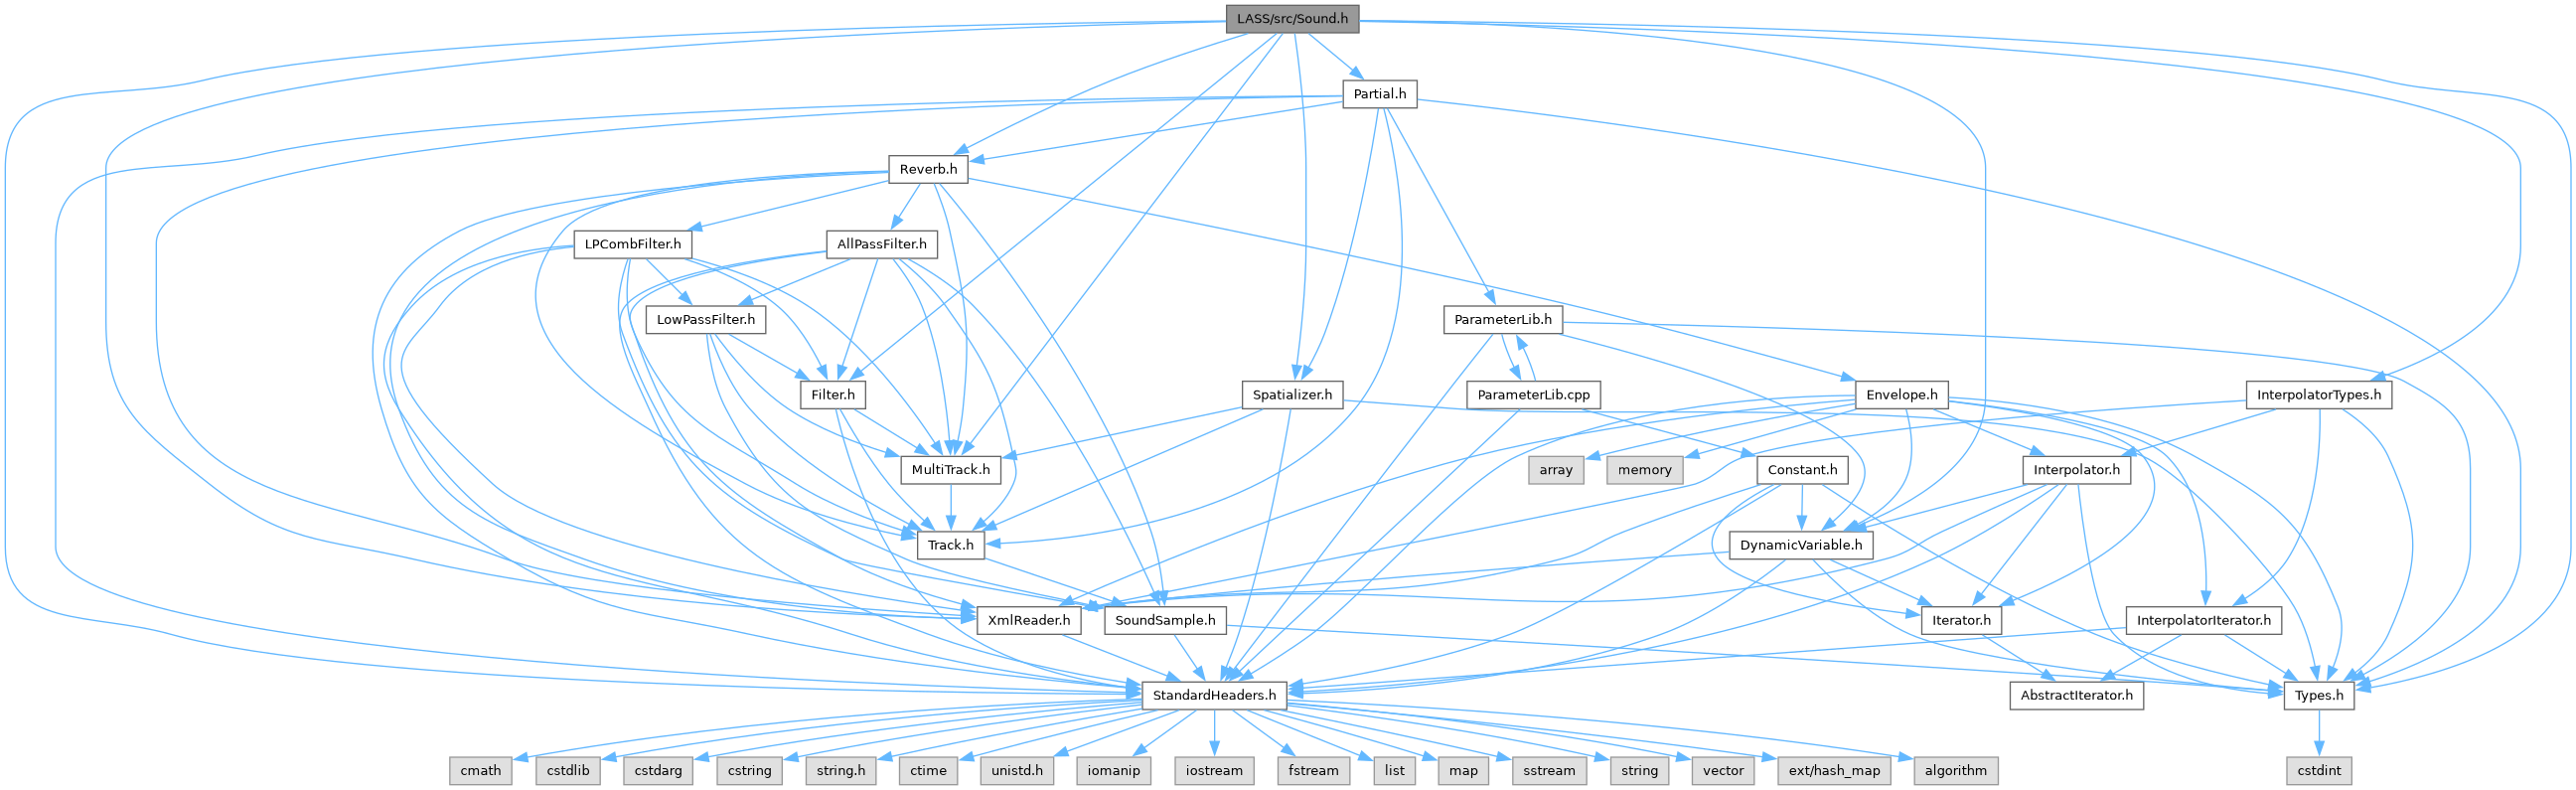 LASS/src/Sound.h
Partial.h
Reverb.h
LPCombFilter.h
AllPassFilter.h
LowPassFilter.h
ParameterLib.h
Filter.h
Spatializer.h
ParameterLib.cpp
Envelope.h
InterpolatorTypes.h
MultiTrack.h
array
memory
Constant.h
Interpolator.h
Track.h
DynamicVariable.h
XmlReader.h
SoundSample.h
Iterator.h
InterpolatorIterator.h
StandardHeaders.h
AbstractIterator.h
Types.h
cmath
cstdlib
cstdarg
cstring
string.h
ctime
unistd.h
iomanip
iostream
fstream
list
map
sstream
string
vector
ext/hash_map
algorithm
cstdint